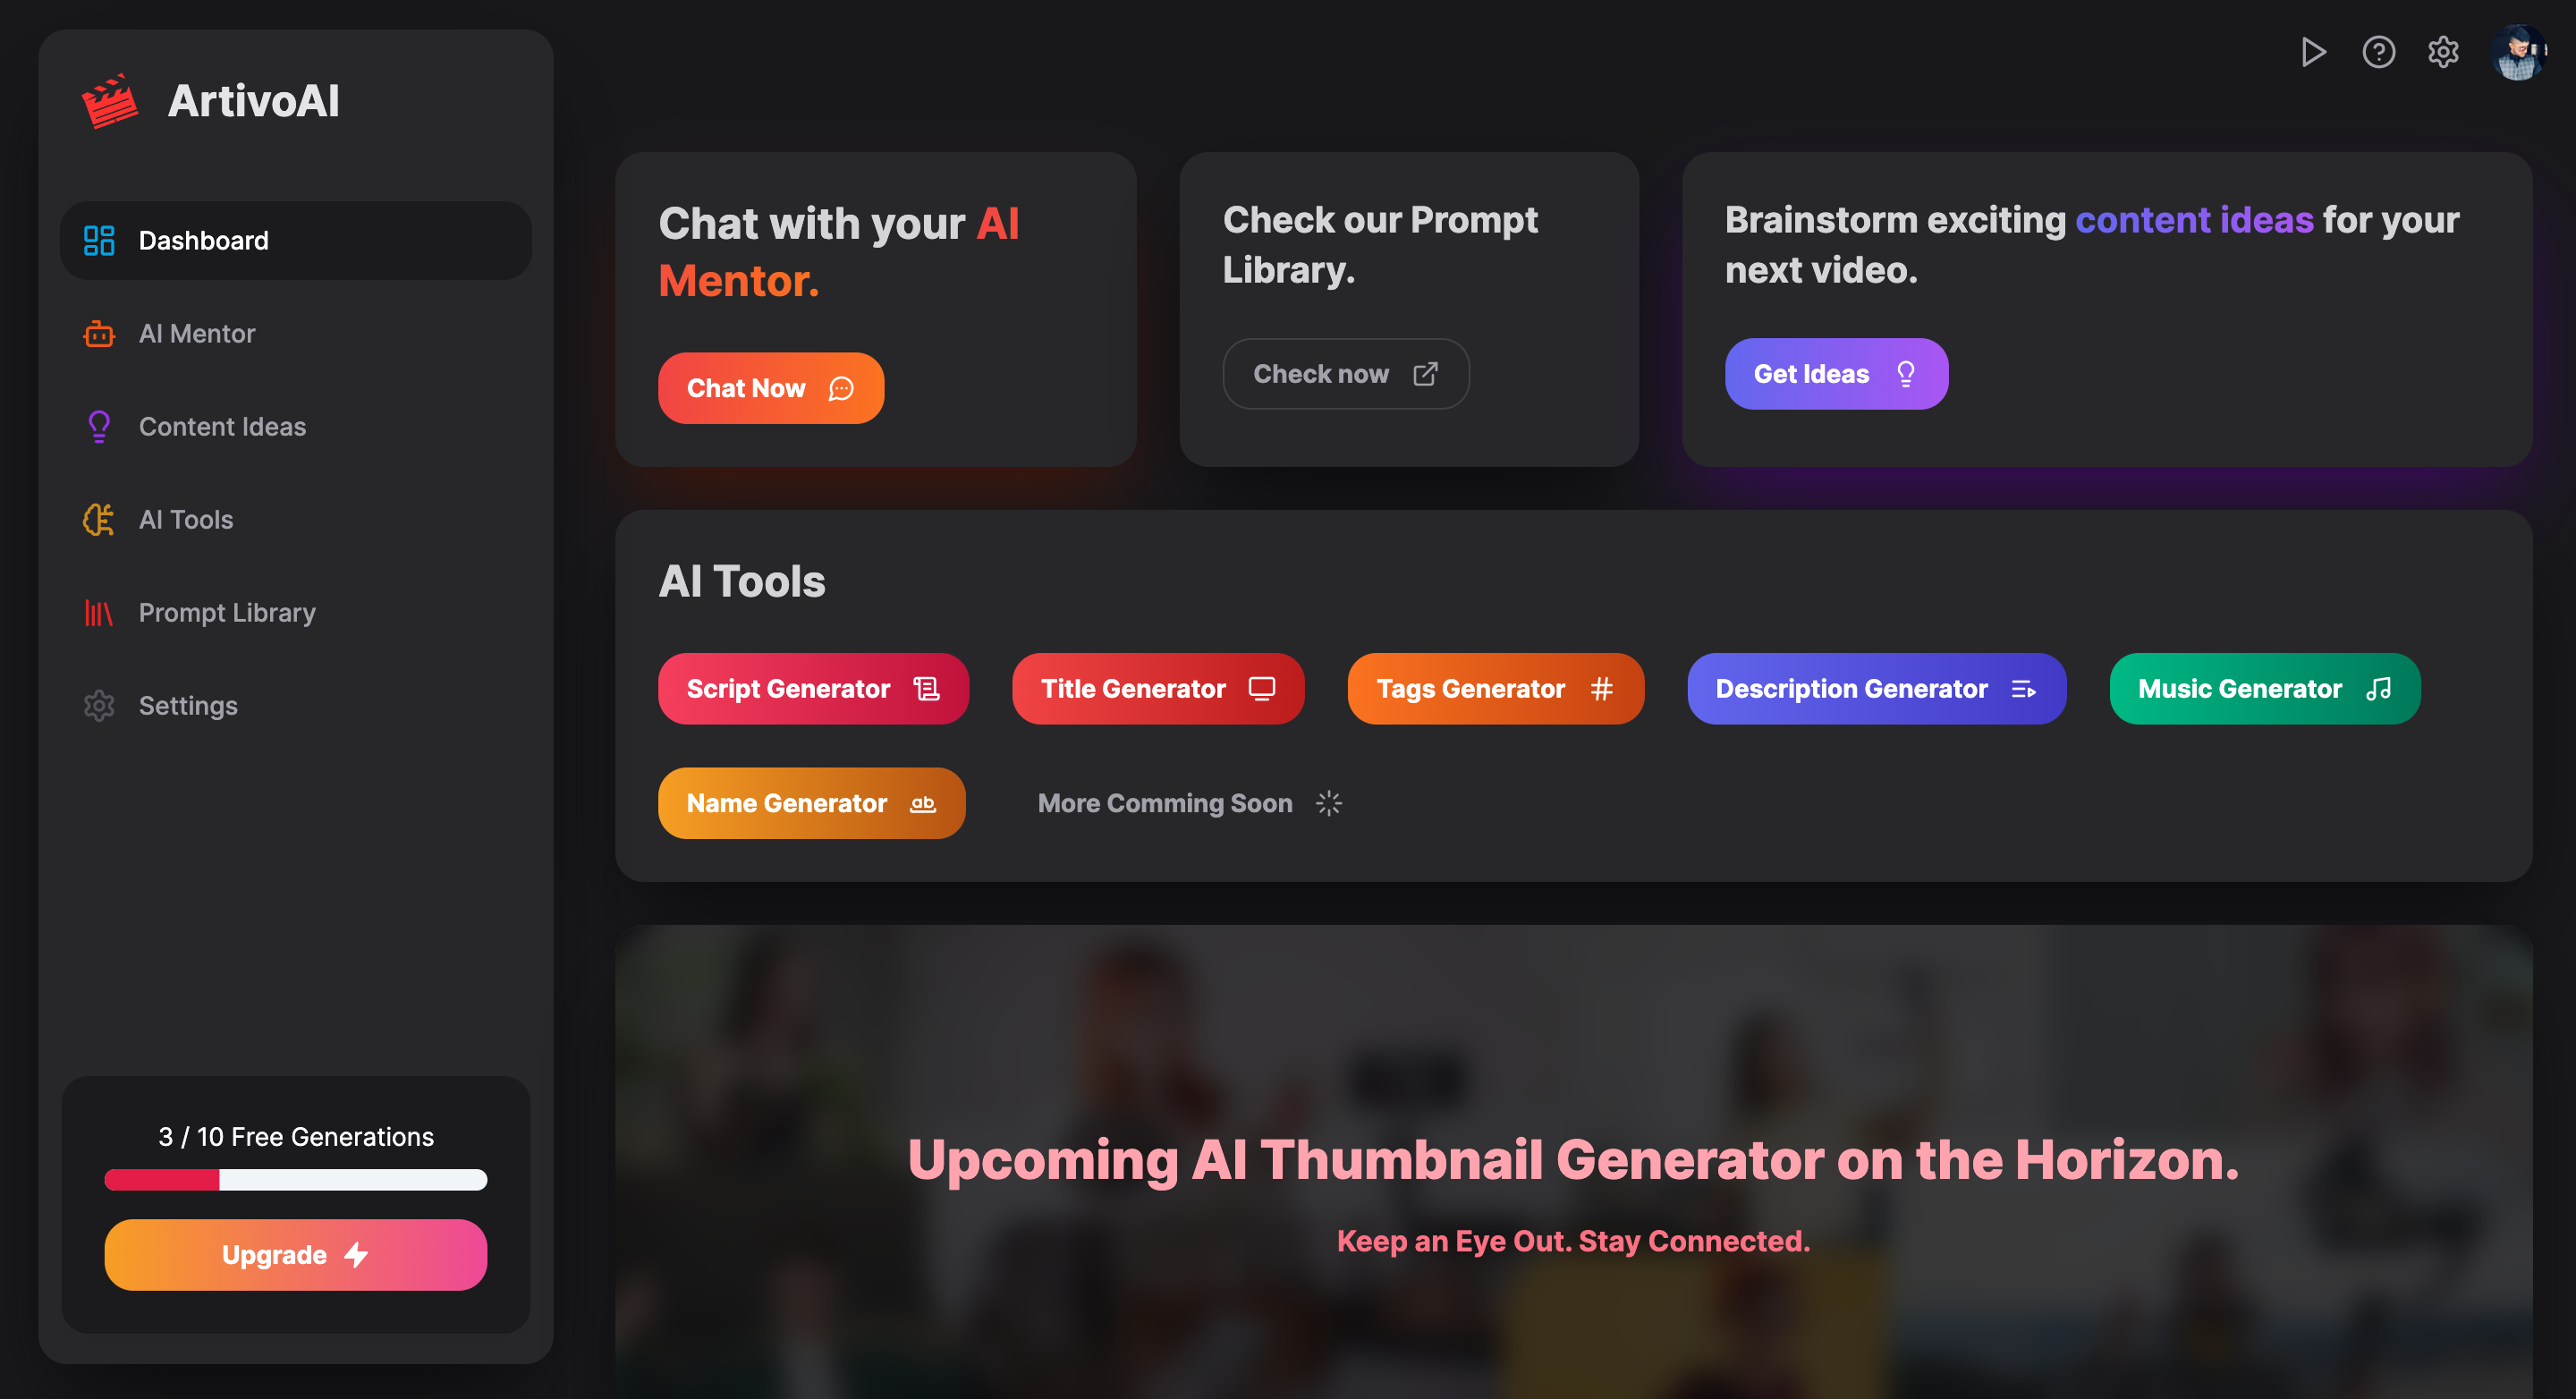 ArtivoAI
Dashboard
AI Mentor
Content Ideas
AI Tools
Prompt Library
Settings
3 / 10 Free Generations
Upgrade
Chat with your AI
Mentor.
Chat Now
Check our Prompt
Library.
Check now
Brainstorm exciting content ideas for your
next video.
Get Ideas
AI Tools
Script Generator
Title Generator
Tags Generator
Description Generator
Music Generator
Name Generator
More Comming Soon
Upcoming AI Thumbnail Generator on the Horizon.
Keep an Eye Out. Stay Connected.